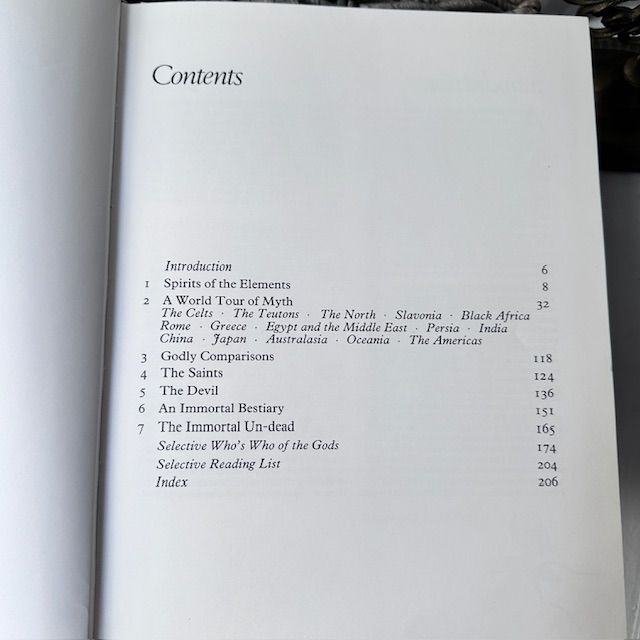 Contents
Introduction 6
1 Spirits of the Elements 8
2 A World Tour of Myth 32
The Celts · The Teutons · The North · Slavonia · Black Africa
Rome · Greece · Egypt and the Middle East · Persia · India
China · Japan · Australasia · Oceania · The Americas
3 Godly Comparisons 118
4 The Saints 124
5 The Devil 136
6 An Immortal Bestiary 151
7 The Immortal Un-dead 165
Selective Who's Who of the Gods 174
Selective Reading List 204
Index 206